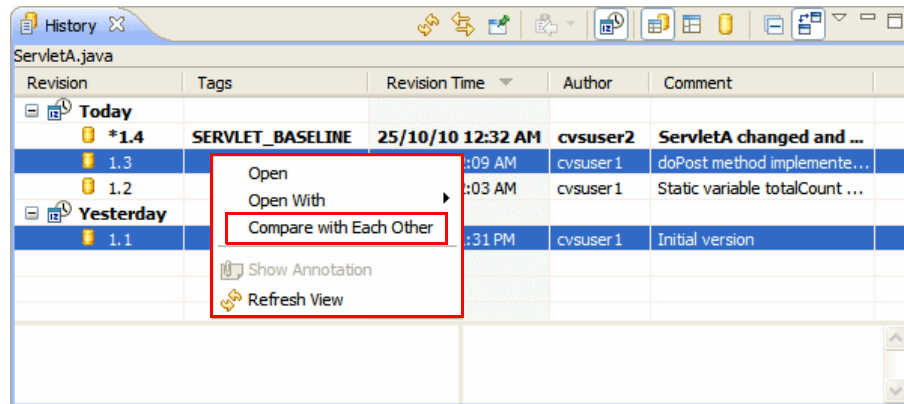 History
ServletA.java
Revision Tags Revision Time Author Comment
Today
*1.4 SERVLET_BASELINE 25/10/10 12:32 AM cvsuser2 ServletA changed and ...
1.3 :09 AM cvsuser1 doPost method implemente...
1.2 :03 AM cvsuser1 Static variable totalCount ...
Yesterday
1.1 :31 PM cvsuser1 Initial version
Open
Open With
Compare with Each Other
Show Annotation
Refresh View